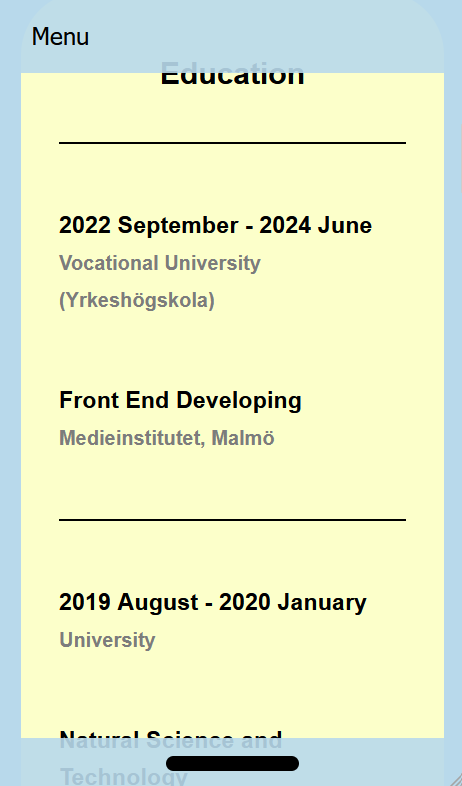 Menu
Education
2022 September - 2024 June
Vocational University
(Yrkeshögskola)
Front End Developing
Medieinstitutet, Malmö
2019 August - 2020 January
University
Natural Science and
Technology